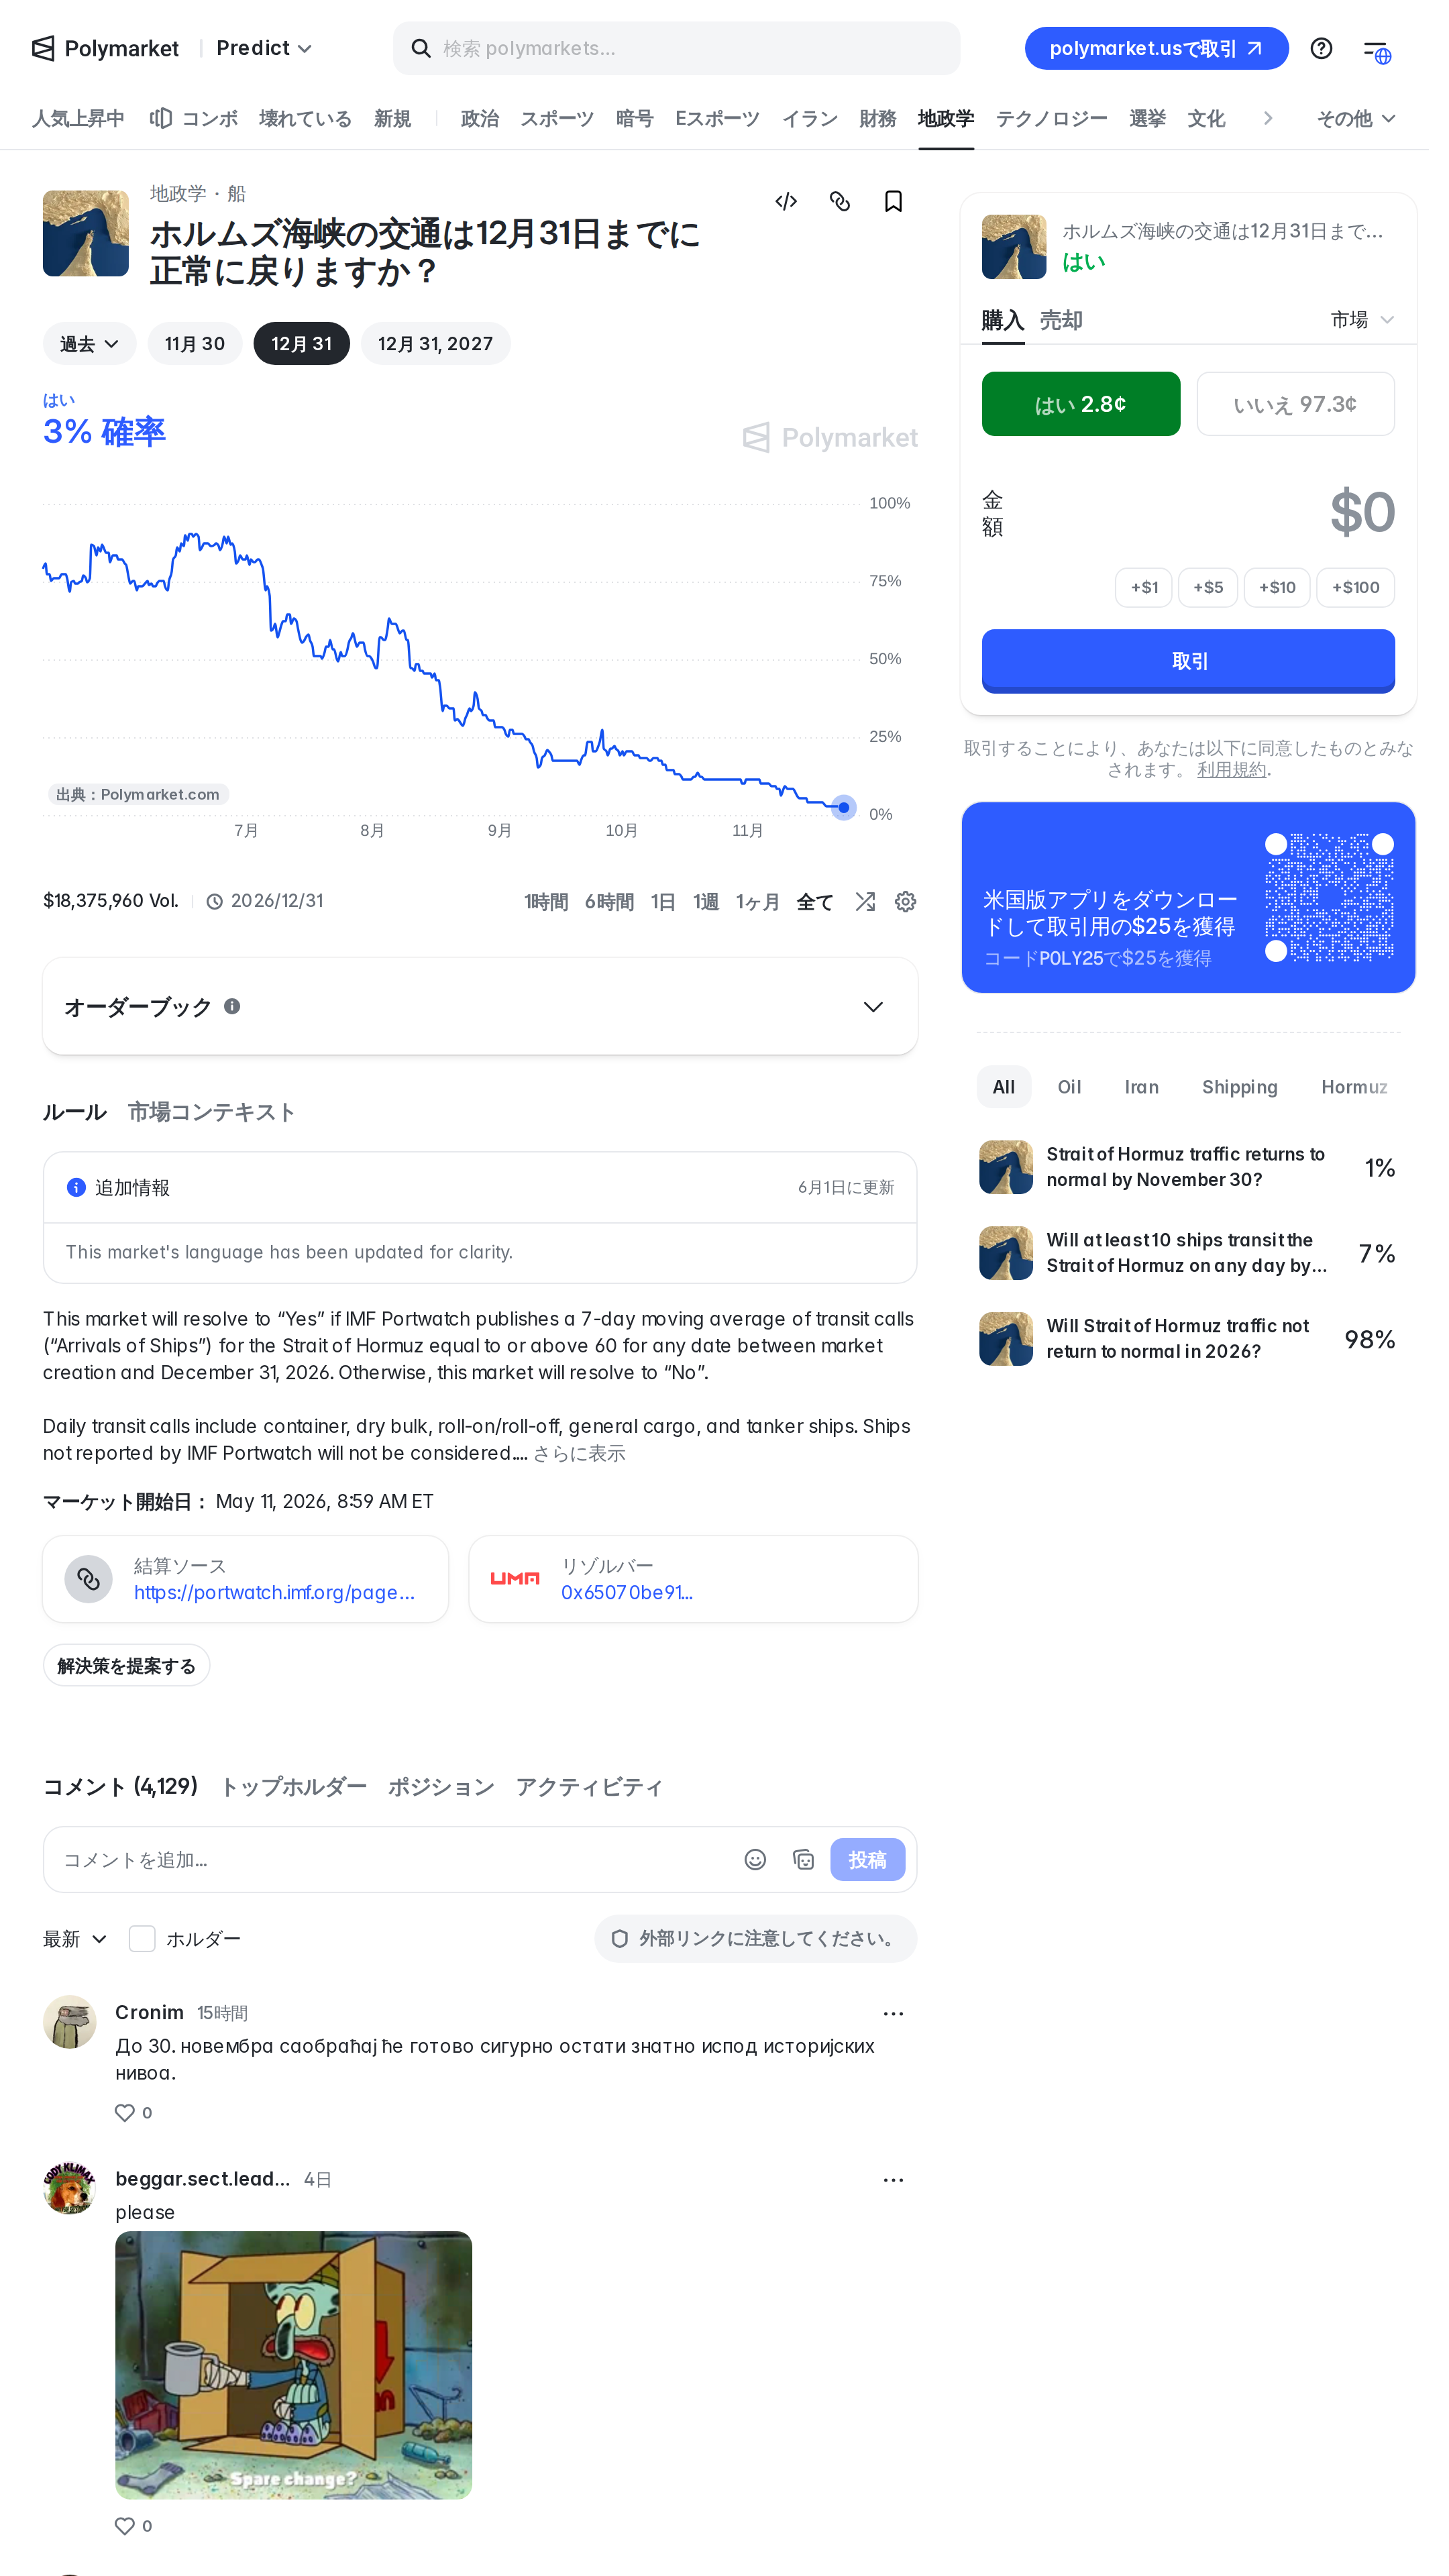 Polymarket
Predict
検索 polymarkets...
polymarket.usで取引
人気上昇中 コンボ 壊れている 新規 政治 スポーツ 暗号 Eスポーツ イラン 財務 地政学 テクノロジー 選挙 文化 その他
地政学・船
ホルムズ海峡の交通は12月31日までに
正常に戻りますか？
過去 11月 30 12月 31 12月 31, 2027
はい
3% 確率
Polymarket
100%
75%
50%
25%
0%
出典：Polymarket.com
7月 8月 9月 10月 11月
$18,375,960 Vol. 2026/12/31
1時間 6時間 1日 1週 1ヶ月 全て
オーダーブック
ルール 市場コンテキスト
追加情報 6月1日に更新
This market's language has been updated for clarity.
This market will resolve to “Yes” if IMF Portwatch publishes a 7-day moving average of transit calls
(“Arrivals of Ships”) for the Strait of Hormuz equal to or above 60 for any date between market
creation and December 31, 2026. Otherwise, this market will resolve to “No”.
Daily transit calls include container, dry bulk, roll-on/roll-off, general cargo, and tanker ships. Ships
not reported by IMF Portwatch will not be considered.... さらに表示
マーケット開始日： May 11, 2026, 8:59 AM ET
結算ソース
https://portwatch.imf.org/page...
UMA
リゾルバー
0x65070be91...
解決策を提案する
コメント (4,129) トップホルダー ポジション アクティビティ
コメントを追加...
投稿
最新 ホルダー
外部リンクに注意してください。
Cronim 15時間
До 30. новембра саобраћај ће готово сигурно остати знатно испод историјских
нивоа.
0
beggar.sect.lead... 4日
CODY KLIMAX
please
Spare change?
0
ホルムズ海峡の交通は12月31日まで...
はい
購入 売却 市場
はい 2.8¢ いいえ 97.3¢
金
額
$0
+$1 +$5 +$10 +$100
取引
取引することにより、あなたは以下に同意したものとみな
されます。 利用規約.
米国版アプリをダウンロー
ドして取引用の$25を獲得
コードPOLY25で$25を獲得
All Oil Iran Shipping Hormuz
Strait of Hormuz traffic returns to
normal by November 30?
1%
Will at least 10 ships transit the
Strait of Hormuz on any day by...
7%
Will Strait of Hormuz traffic not
return to normal in 2026?
98%